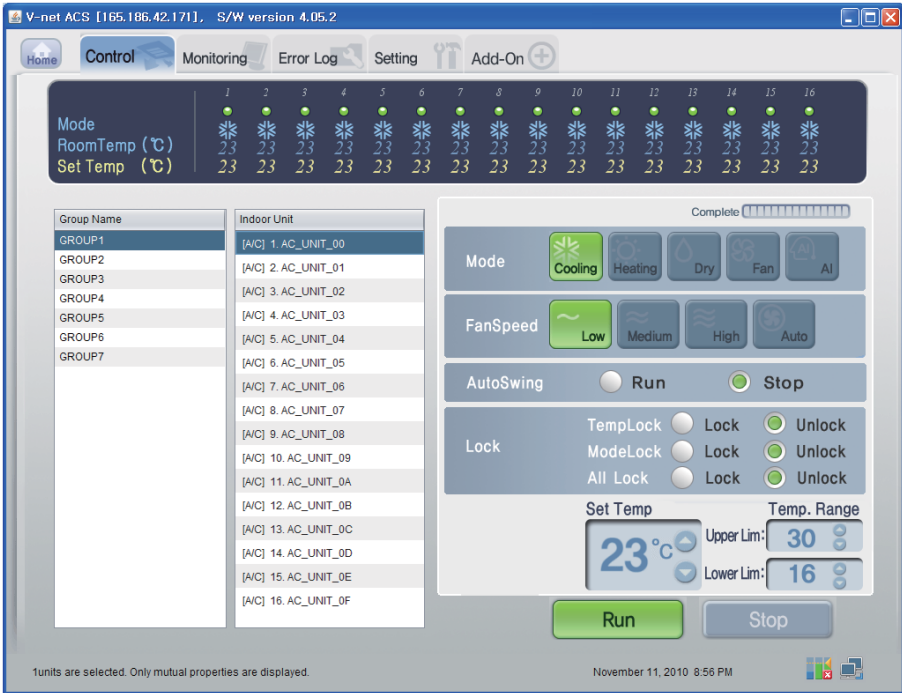 V-net ACS [165.186.42.171], S/W version 4.05.2
Home Control Monitoring Error Log Setting Add-On
1 2 3 4 5 6 7 8 9 10 11 12 13 14 15 16
Mode
RoomTemp (℃) 23 23 23 23 23 23 23 23 23 23 23 23 23 23 23 23
Set Temp (℃) 23 23 23 23 23 23 23 23 23 23 23 23 23 23 23 23
Group Name
GROUP1
GROUP2
GROUP3
GROUP4
GROUP5
GROUP6
GROUP7
Indoor Unit
[A/C] 1. AC_UNIT_00
[A/C] 2. AC_UNIT_01
[A/C] 3. AC_UNIT_02
[A/C] 4. AC_UNIT_03
[A/C] 5. AC_UNIT_04
[A/C] 6. AC_UNIT_05
[A/C] 7. AC_UNIT_06
[A/C] 8. AC_UNIT_07
[A/C] 9. AC_UNIT_08
[A/C] 10. AC_UNIT_09
[A/C] 11. AC_UNIT_0A
[A/C] 12. AC_UNIT_0B
[A/C] 13. AC_UNIT_0C
[A/C] 14. AC_UNIT_0D
[A/C] 15. AC_UNIT_0E
[A/C] 16. AC_UNIT_0F
Complete
Mode Cooling Heating Dry Fan AI AI
FanSpeed Low Medium High Auto
AutoSwing Run Stop
Lock
TempLock Lock Unlock
ModeLock Lock Unlock
All Lock Lock Unlock
Set Temp Temp. Range
23°C
Upper Lim: 30
Lower Lim: 16
Run Stop
1units are selected. Only mutual properties are displayed.
November 11, 2010 8:56 PM